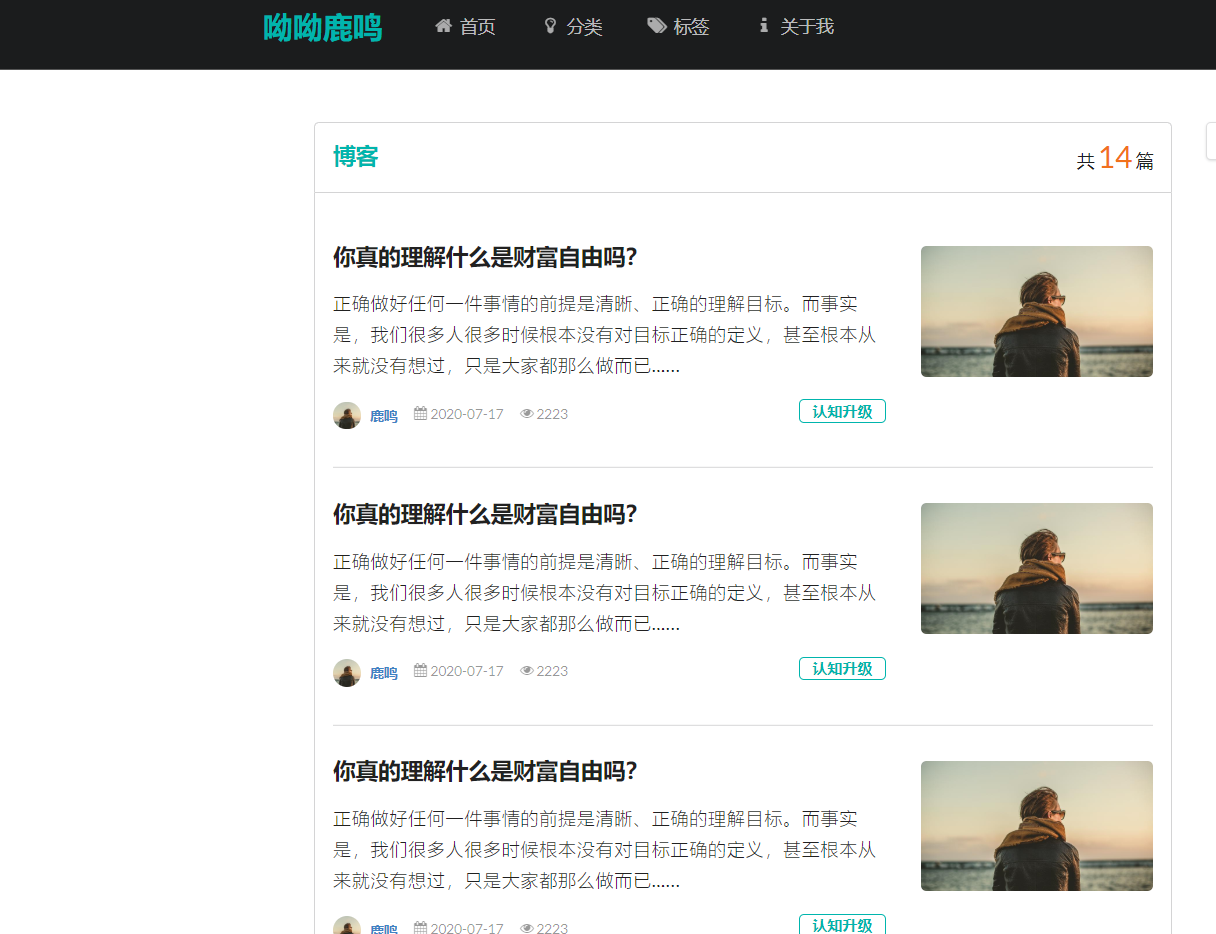 呦呦鹿鸣 首页 分类 标签 关于我
博客 共14篇
你真的理解什么是财富自由吗？
正确做好任何一件事情的前提是清晰、正确的理解目标。而事实
是，我们很多人很多时候根本没有对目标正确的定义，甚至根本从
来就没有想过，只是大家都那么做而已......
鹿鸣 2020-07-17 2223 认知升级
你真的理解什么是财富自由吗？
正确做好任何一件事情的前提是清晰、正确的理解目标。而事实
是，我们很多人很多时候根本没有对目标正确的定义，甚至根本从
来就没有想过，只是大家都那么做而已......
鹿鸣 2020-07-17 2223 认知升级
你真的理解什么是财富自由吗？
正确做好任何一件事情的前提是清晰、正确的理解目标。而事实
是，我们很多人很多时候根本没有对目标正确的定义，甚至根本从
来就没有想过，只是大家都那么做而已......
鹿鸣 2020-07-17 2223 认知升级